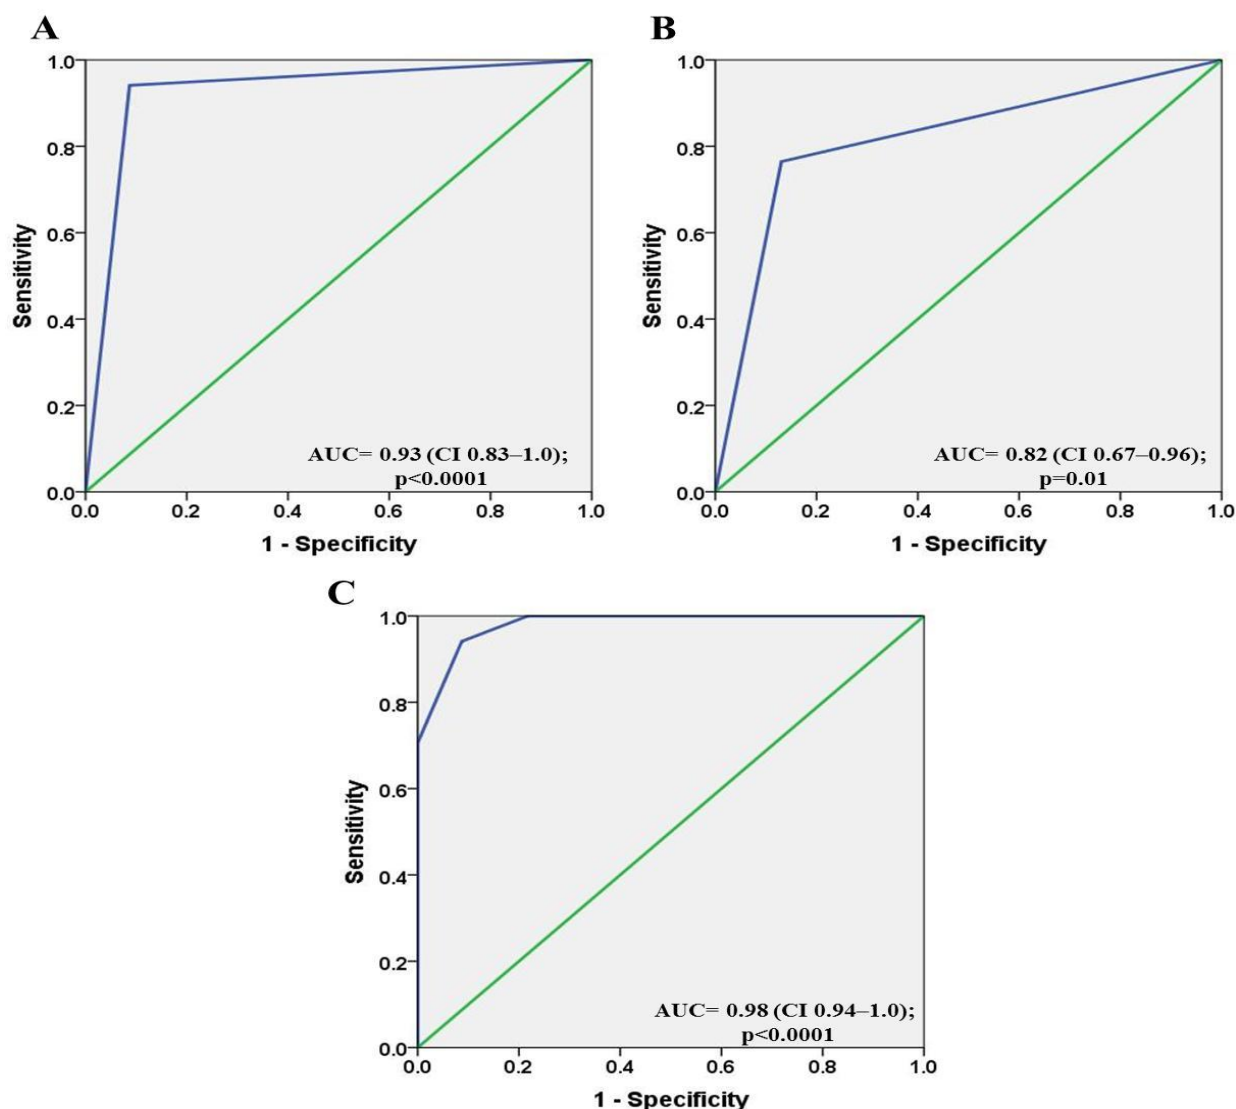 A
B
1.0
0.8
0.6
0.4
0.2
0.0
Sensitivity
0.0 0.2 0.4 0.6 0.8 1.0
1 - Specificity
AUC= 0.93 (CI 0.83–1.0);
p<0.0001
1.0
0.8
0.6
0.4
0.2
0.0
Sensitivity
0.0 0.2 0.4 0.6 0.8 1.0
1 - Specificity
AUC= 0.82 (CI 0.67–0.96);
p=0.01
C
1.0
0.8
0.6
0.4
0.2
0.0
Sensitivity
0.0 0.2 0.4 0.6 0.8 1.0
1 - Specificity
AUC= 0.98 (CI 0.94–1.0);
p<0.0001